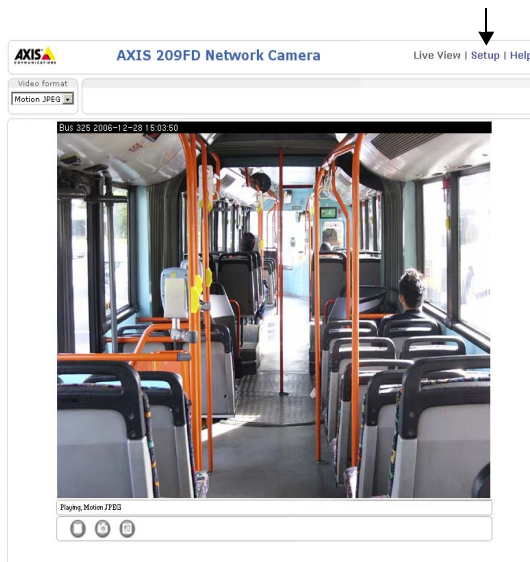 AXIS
COMMUNICATIONS
AXIS 209FD Network Camera
Live View | Setup | Help
Video format
Motion JPEG
Bus 325 2006-12-28 15:03:50
Playing, Motion JPEG